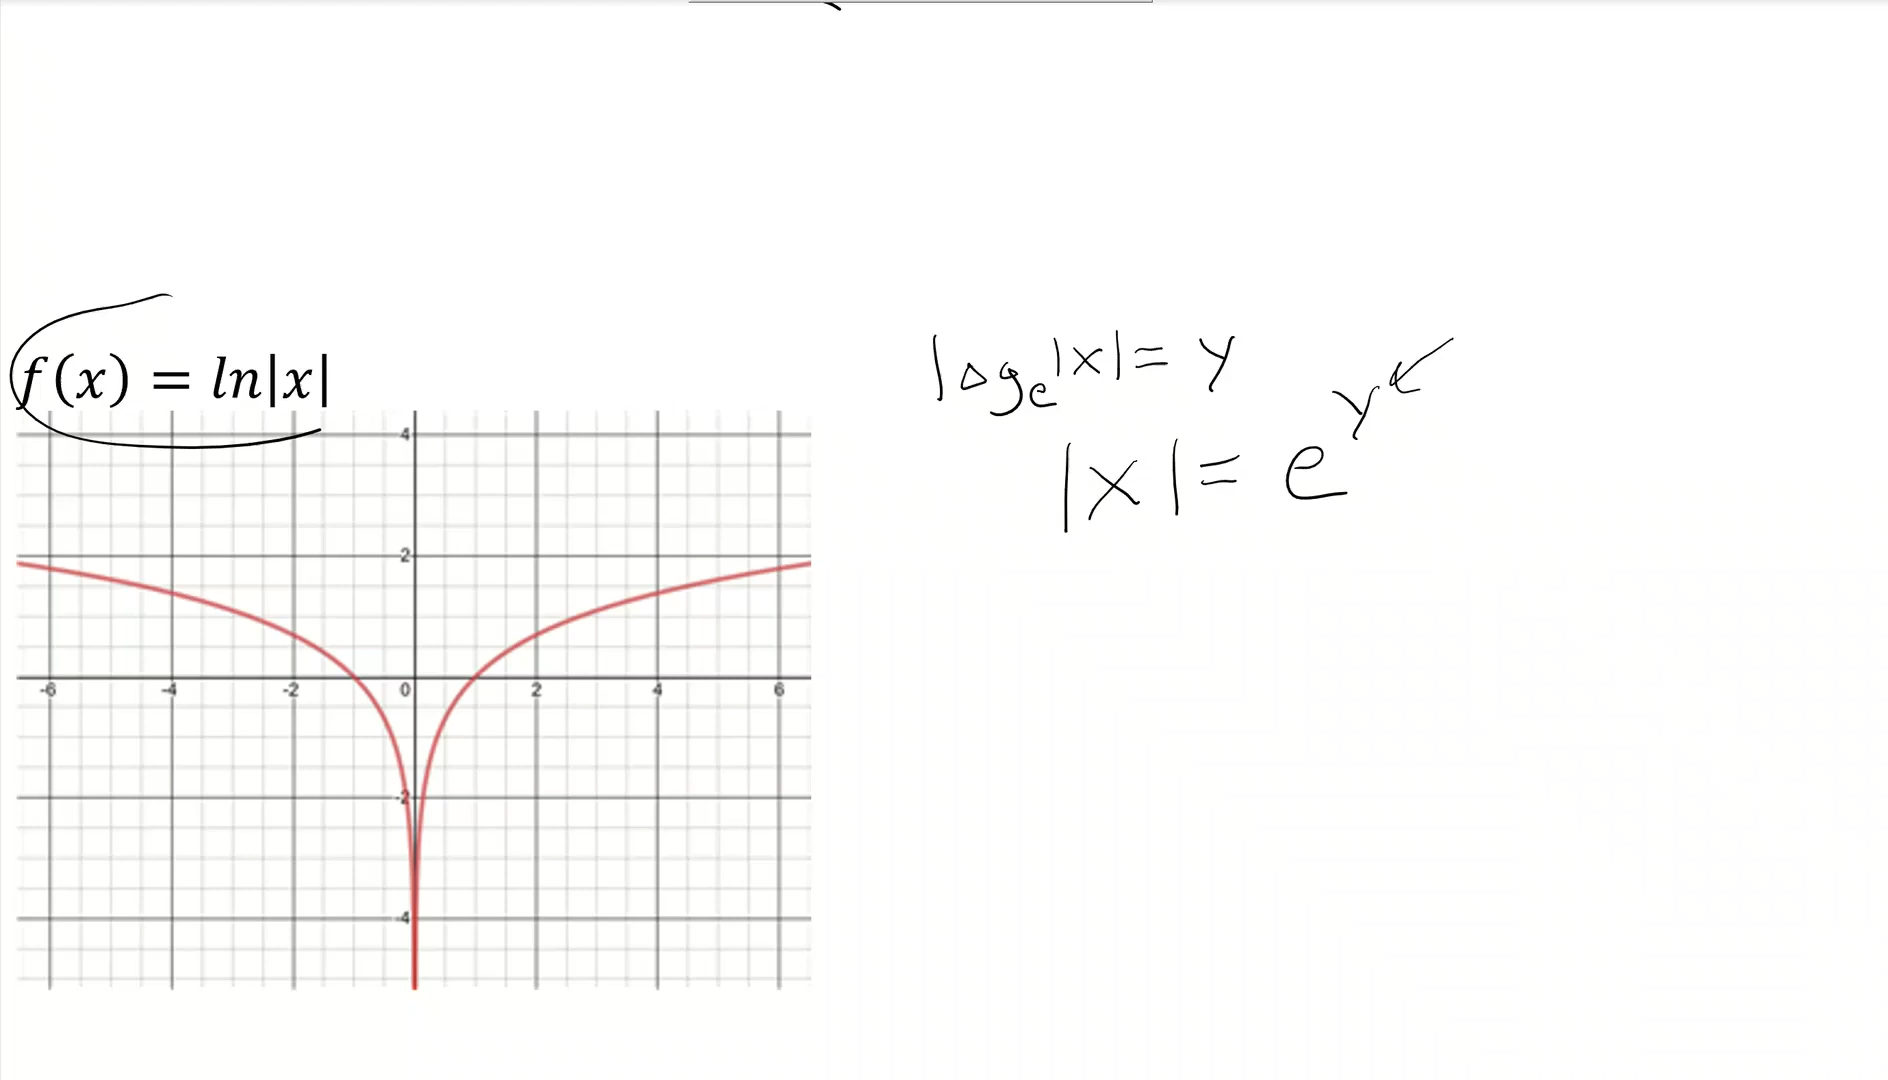 f(x) = ln|x|
log_e|x| = y
|x| = e^y
4
2
-6 -4 -2 0 2 4 6
-2
-4